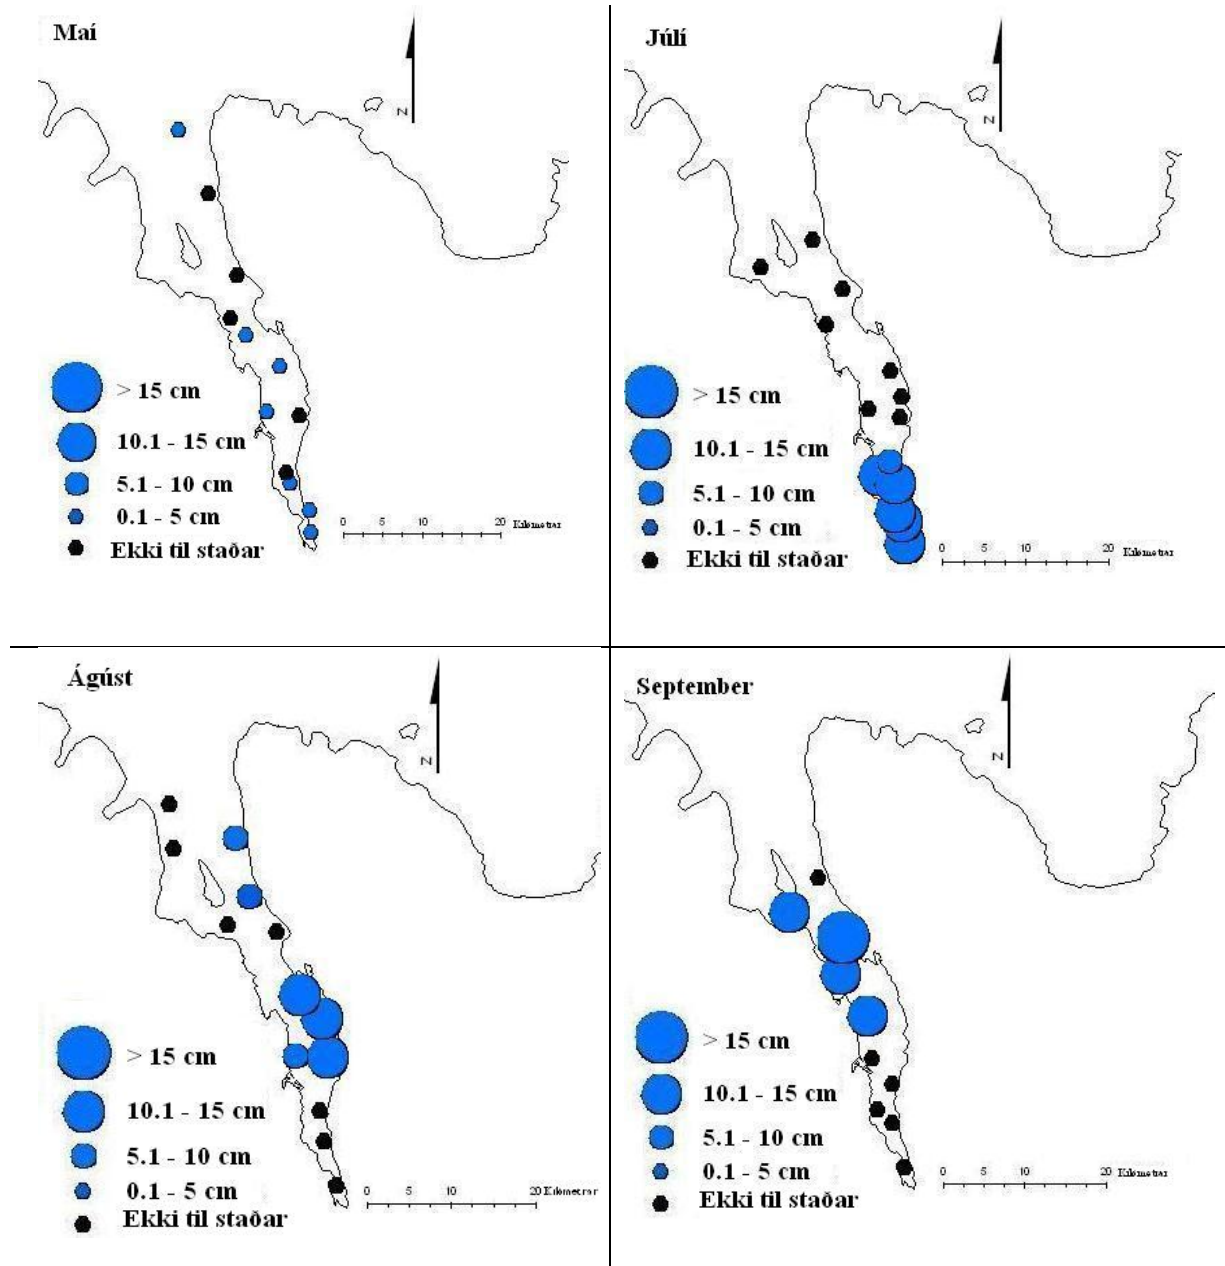 Maí
N
> 15 cm
10.1 - 15 cm
5.1 - 10 cm
0.1 - 5 cm
Ekki til staðar
0 5 10 20 Kilometrar
Júlí
N
> 15 cm
10.1 - 15 cm
5.1 - 10 cm
0.1 - 5 cm
Ekki til staðar
0 5 10 20 Kilometrar
Ágúst
N
> 15 cm
10.1 - 15 cm
5.1 - 10 cm
0.1 - 5 cm
Ekki til staðar
0 5 10 20 Kilometrar
September
N
> 15 cm
10.1 - 15 cm
5.1 - 10 cm
0.1 - 5 cm
Ekki til staðar
0 5 10 20 Kilometrar